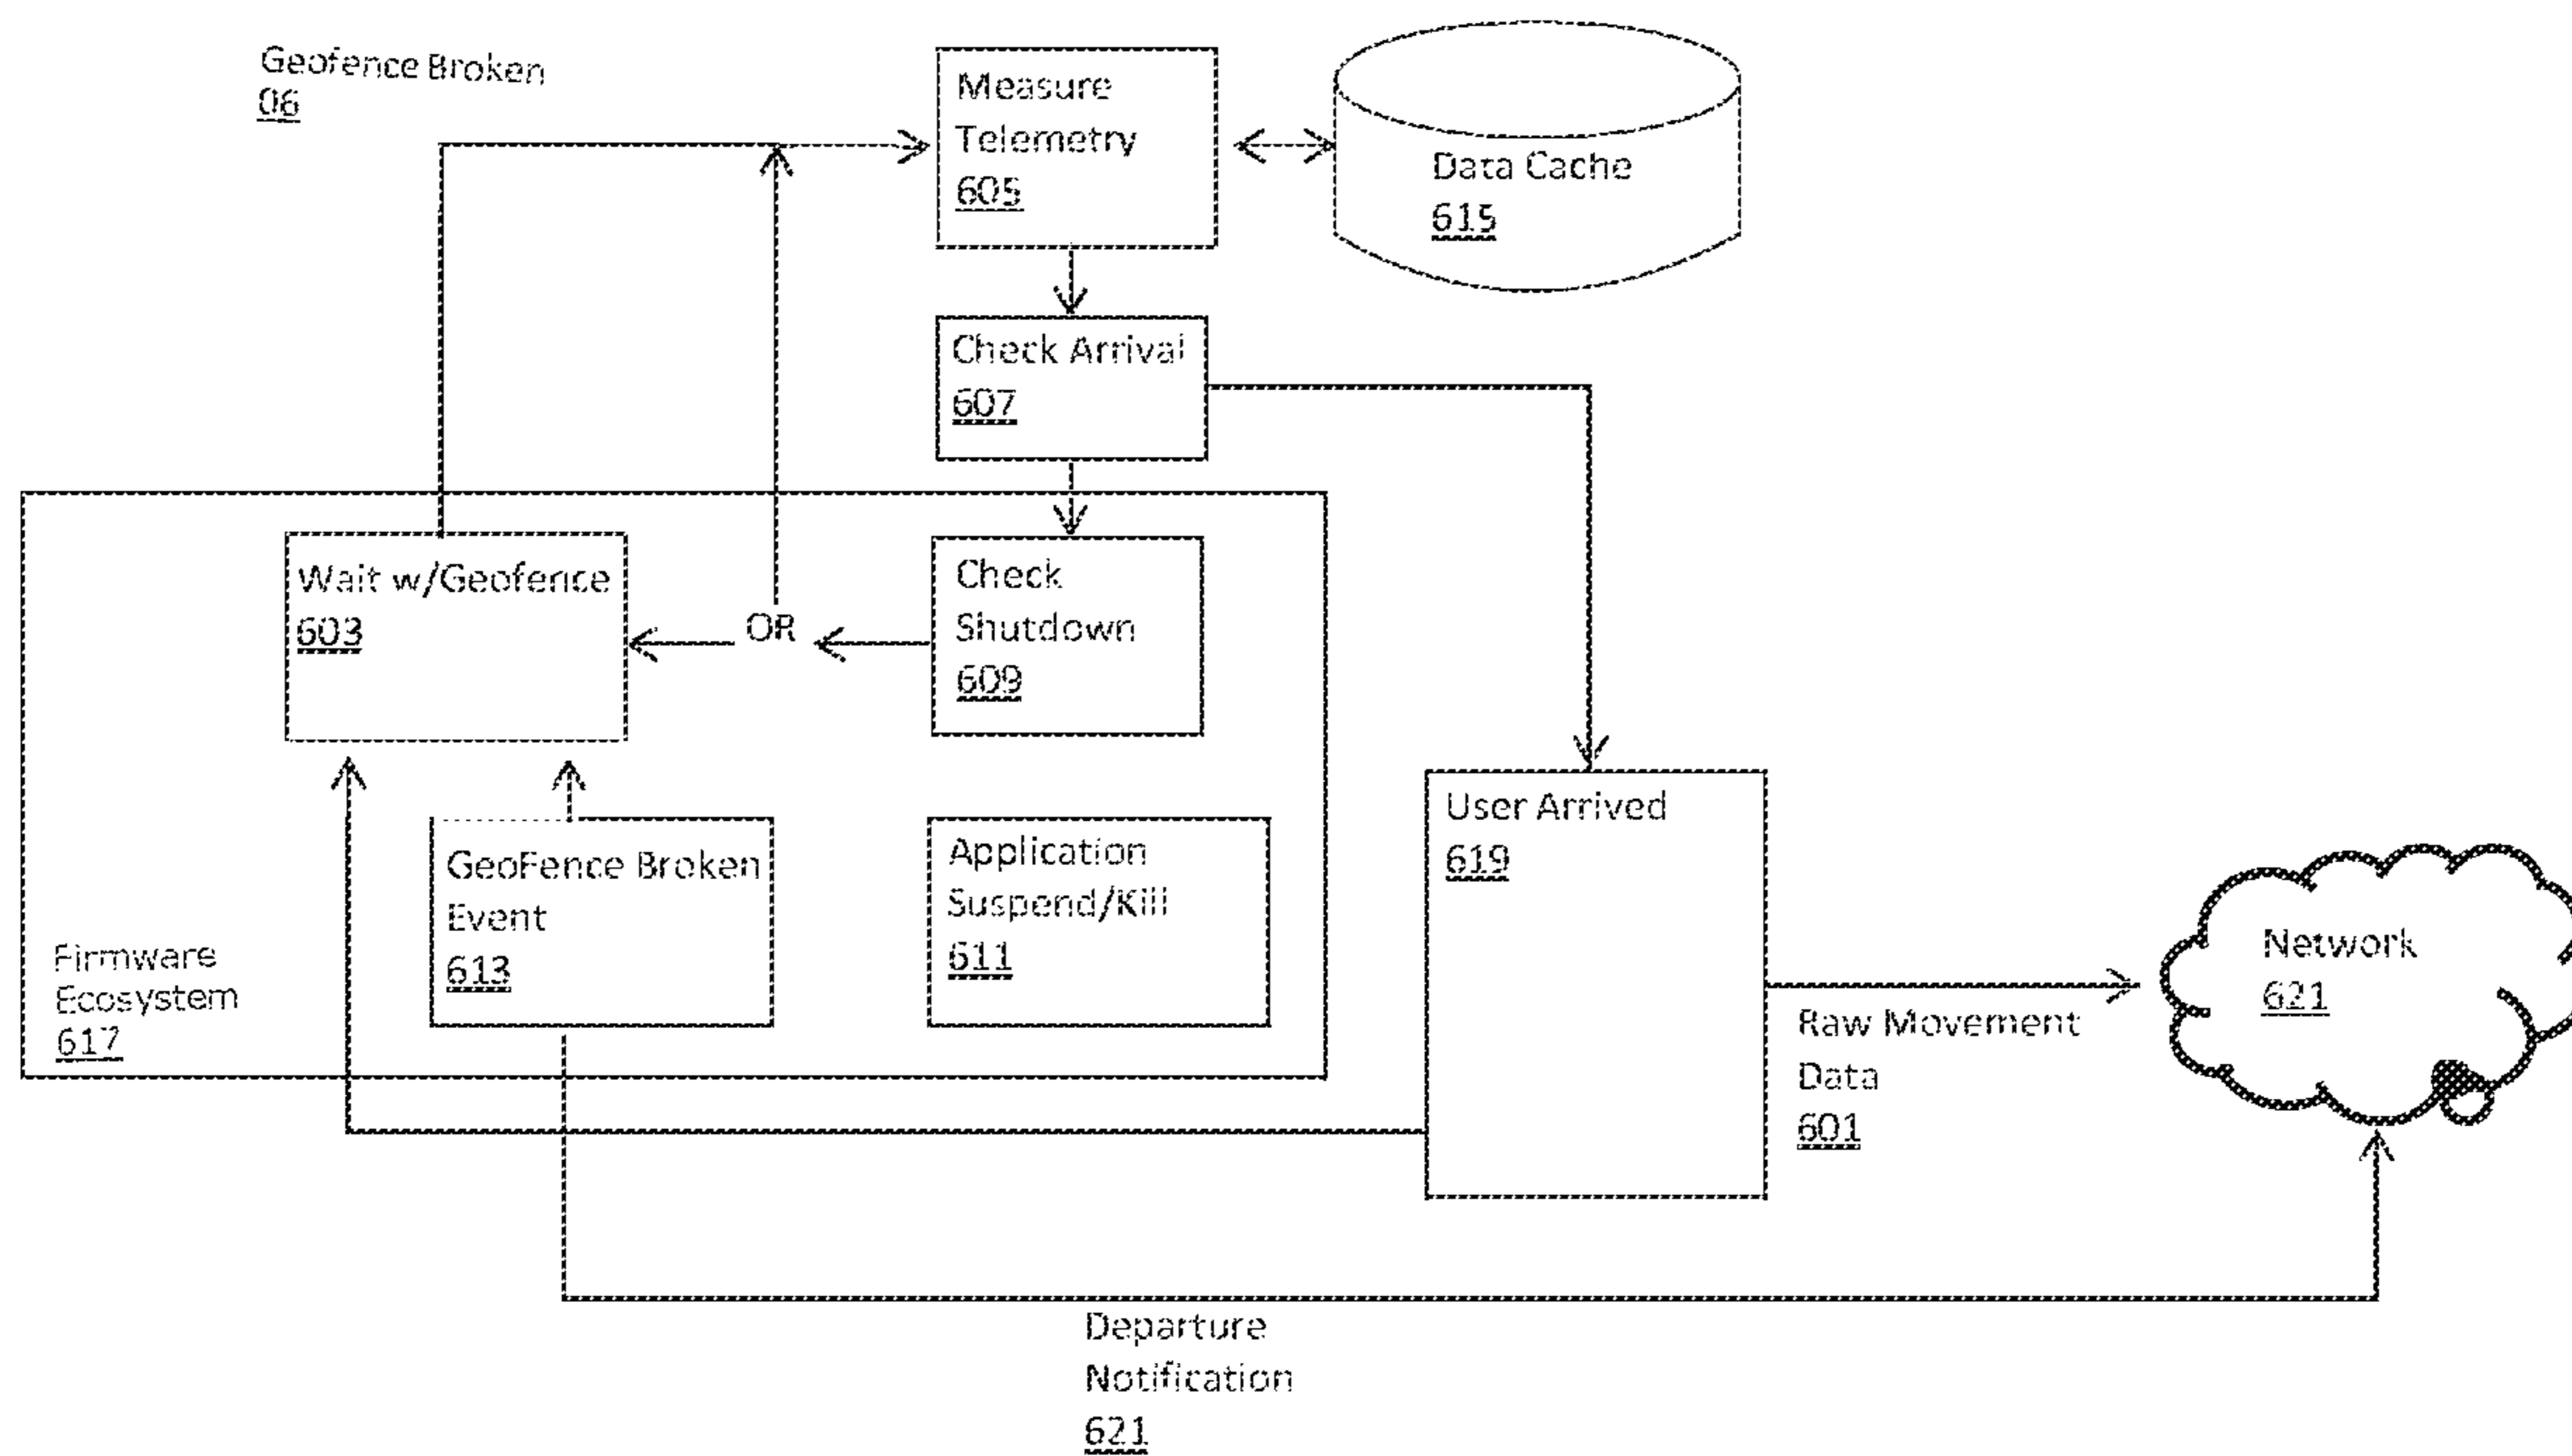 Geofence Broken
06
Measure
Telemetry
605
Data Cache
615
Check Arrival
607
Wait w/Geofence
603
OR
Check
Shutdown
609
GeoFence Broken
Event
613
Application
Suspend/Kill
611
Firmware
Ecosystem
617
User Arrived
619
Raw Movement
Data
601
Network
621
Departure
Notification
621